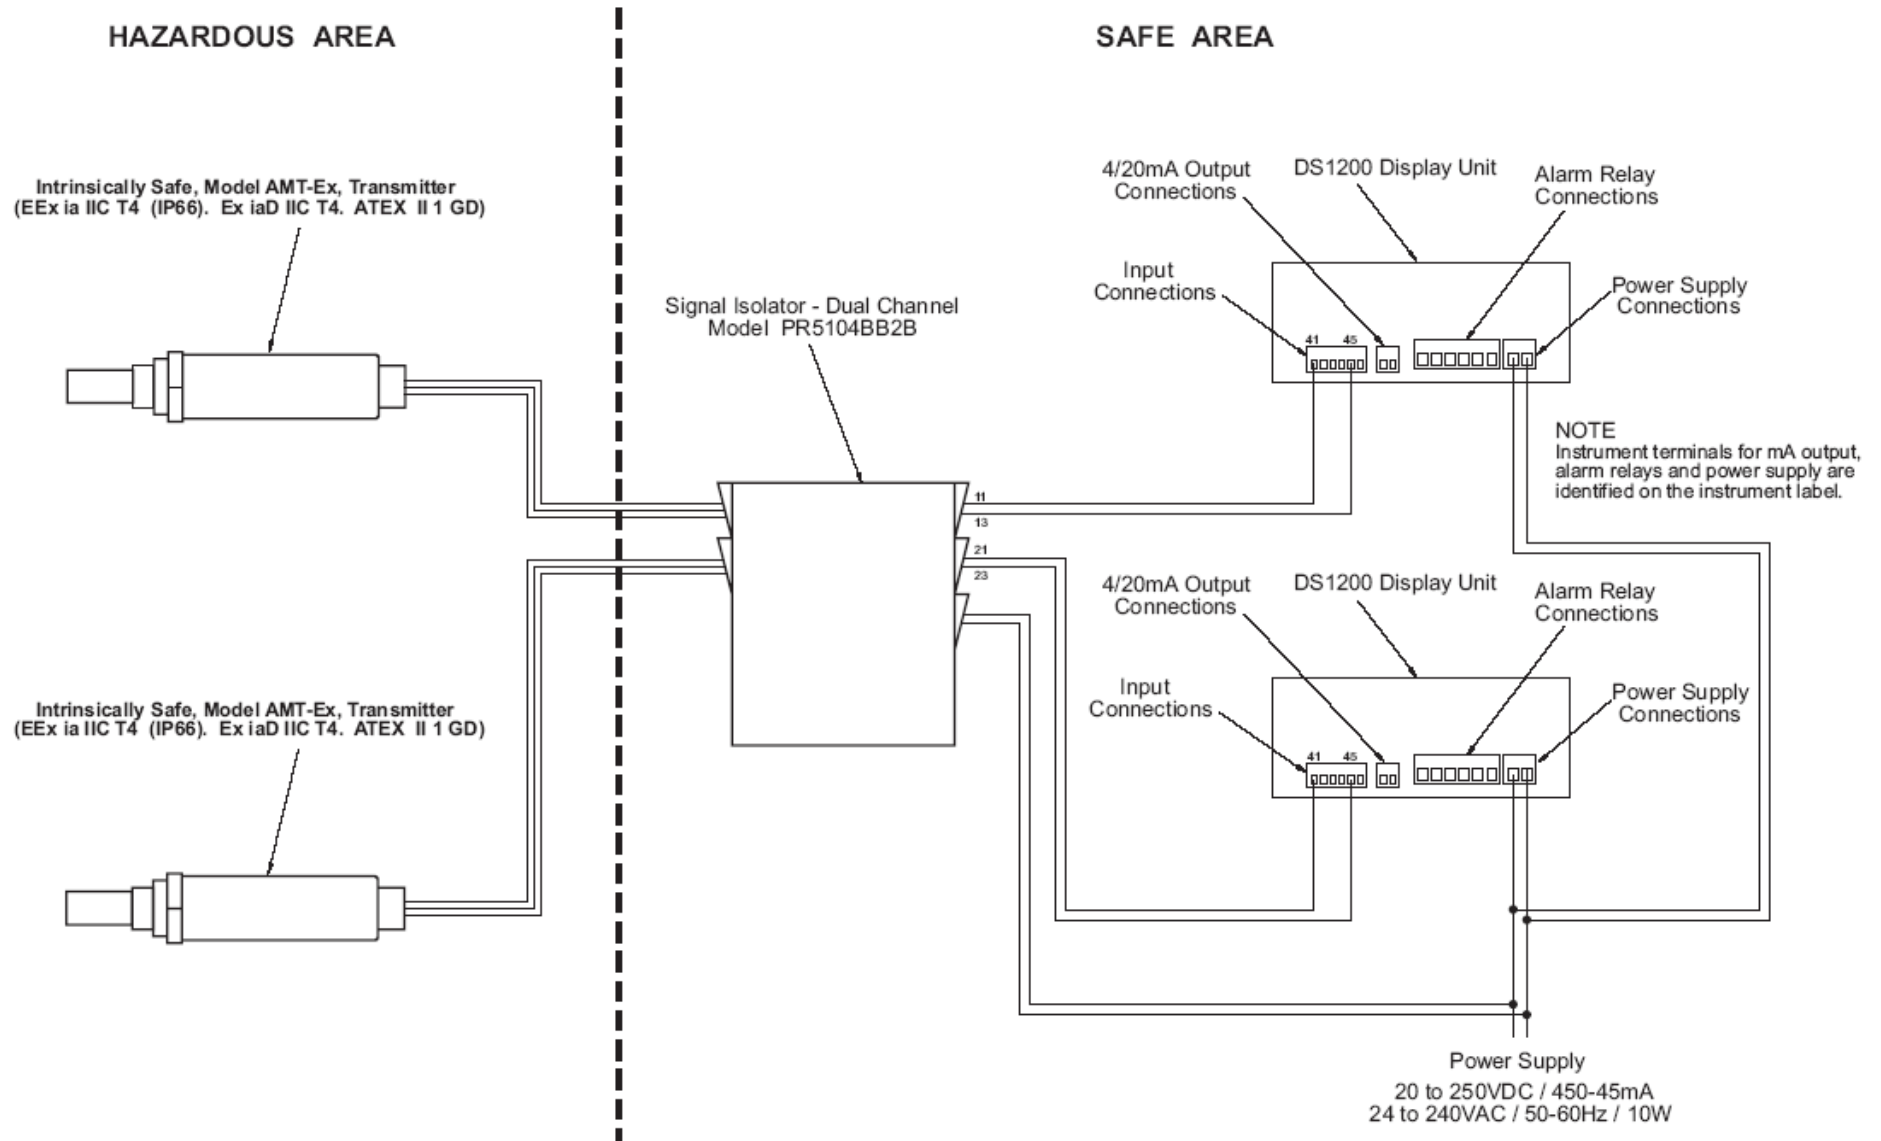 HAZARDOUS AREA
SAFE AREA
Intrinsically Safe, Model AMT-Ex, Transmitter
(EEx ia IIC T4 (IP66). Ex iaD IIC T4. ATEX II 1 GD)
Signal Isolator - Dual Channel
Model PR5104BB2B
4/20mA Output
Connections
DS1200 Display Unit
Alarm Relay
Connections
Input
Connections
Power Supply
Connections
41
45
NOTE
Instrument terminals for mA output,
alarm relays and power supply are
identified on the instrument label.
11
13
21
23
4/20mA Output
Connections
DS1200 Display Unit
Alarm Relay
Connections
Input
Connections
Power Supply
Connections
41
45
Intrinsically Safe, Model AMT-Ex, Transmitter
(EEx ia IIC T4 (IP66). Ex iaD IIC T4. ATEX II 1 GD)
Power Supply
20 to 250VDC / 450-45mA
24 to 240VAC / 50-60Hz / 10W